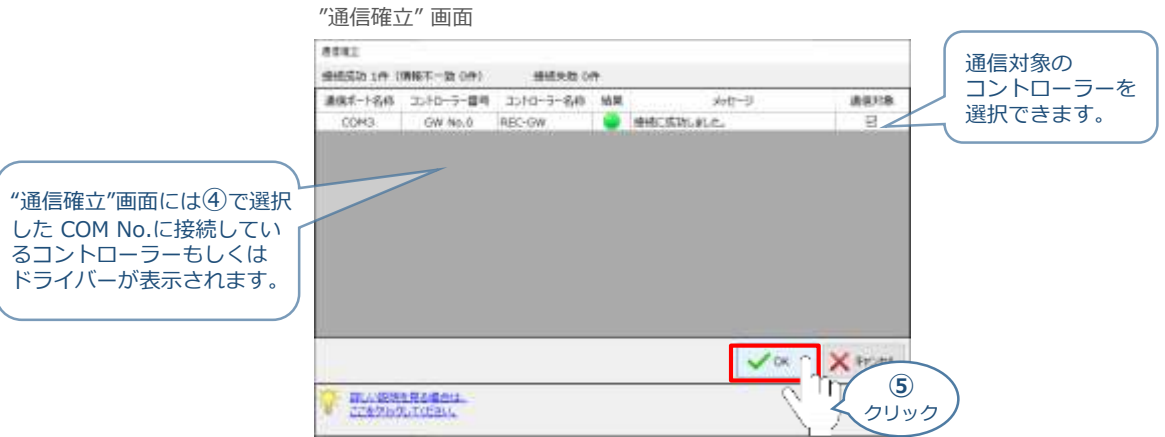 ”通信確立” 画面
通信確立
接続成功 1件 (情報不一致 0件) 接続失敗 0件
通信ポート名称 コントローラー番号 コントローラー名称 結果 メッセージ 通信対象
COM3 GW No.0 REC-GW 接続に成功しました。
通信対象の
コントローラーを
選択できます。
“通信確立”画面には④で選択
した COM No.に接続してい
るコントローラーもしくは
ドライバーが表示されます。
OK キャンセル
⑤
クリック
詳しい説明を見る場合は、
ここをクリックしてください。